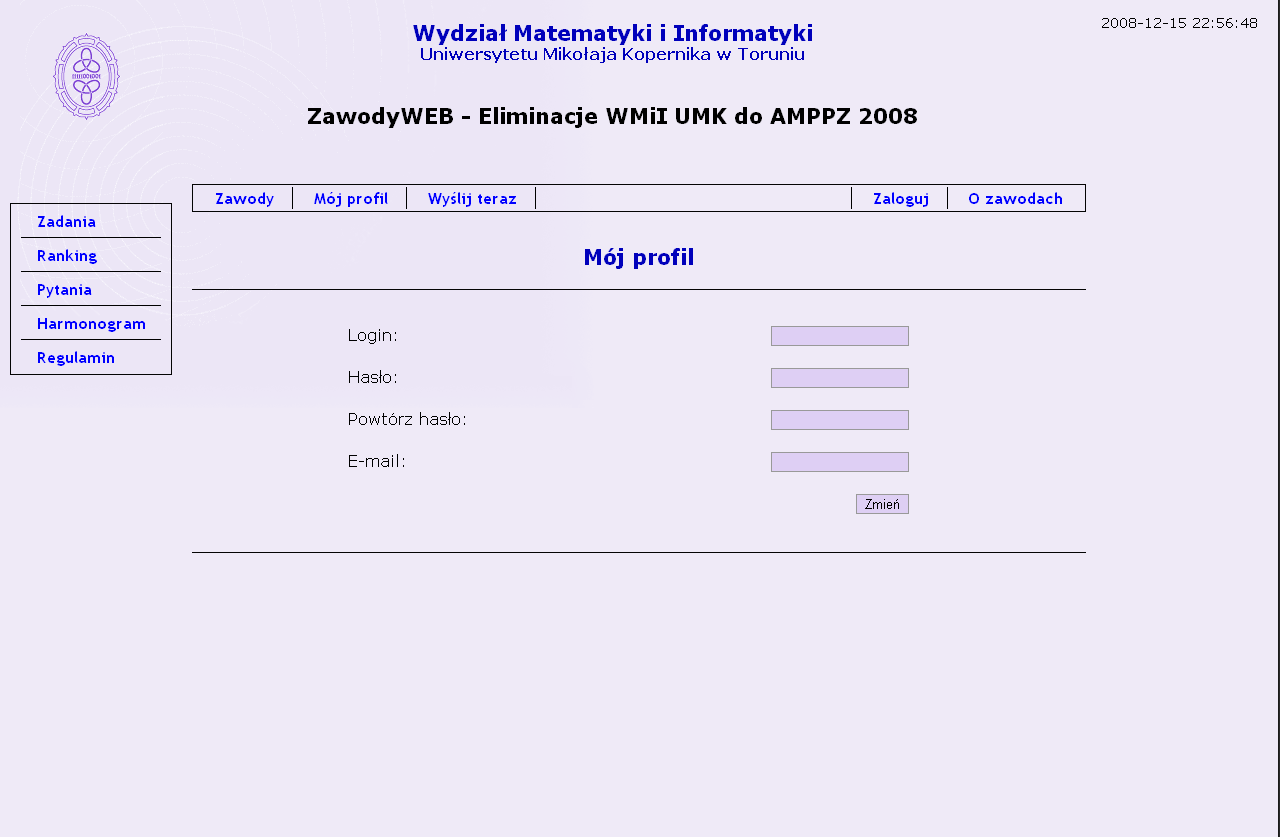 2008-12-15 22:56:48
Wydział Matematyki i Informatyki
Uniwersytetu Mikołaja Kopernika w Toruniu
ZawodyWEB - Eliminacje WMiI UMK do AMPPZ 2008
Zawody Mój profil Wyślij teraz Zaloguj O zawodach
Zadania
Ranking
Pytania
Harmonogram
Regulamin
Mój profil
Login:
Hasło:
Powtórz hasło:
E-mail:
Zmień